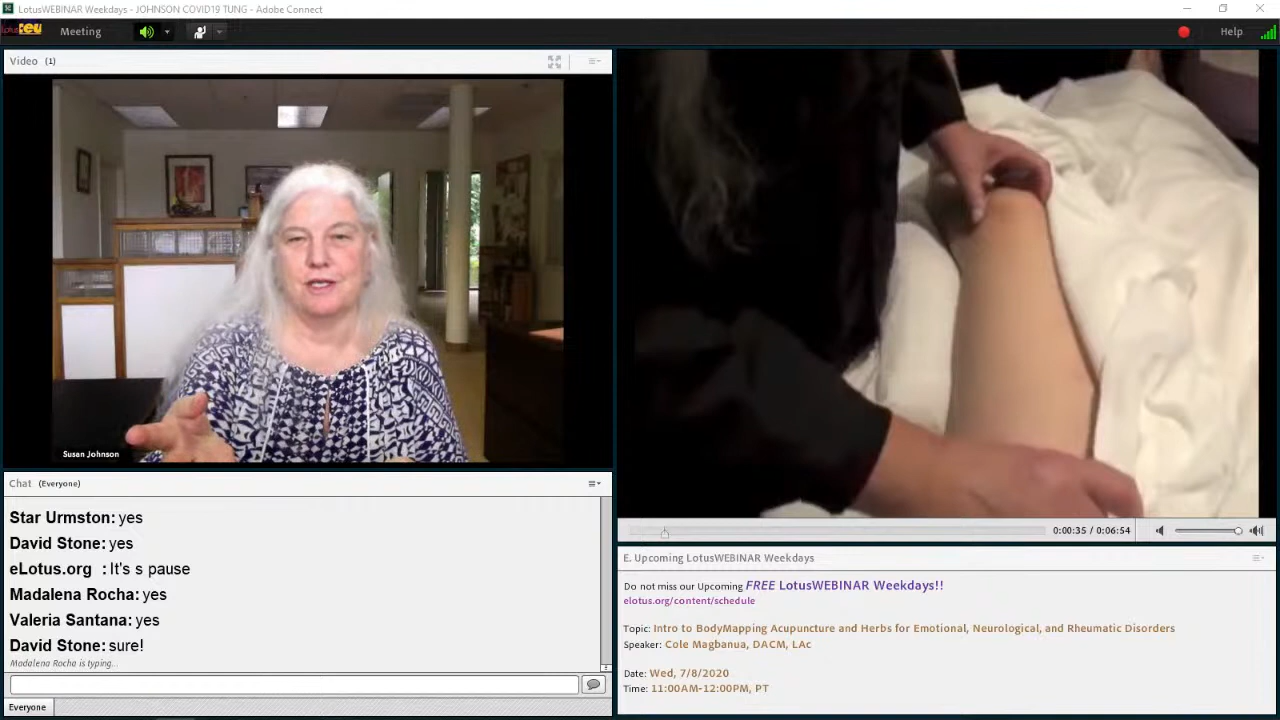 LotusWEBINAR Weekdays - JOHNSON COVID19 TUNG - Adobe Connect
Meeting
Help
Video (1)
Susan Johnson
0:00:35 / 0:06:54
Chat (Everyone)
Star Urmston: yes
David Stone: yes
eLotus.org : It's s pause
Madalena Rocha: yes
Valeria Santana: yes
David Stone: sure!
Madalena Rocha is typing...
Everyone
E. Upcoming LotusWEBINAR Weekdays
Do not miss our Upcoming FREE LotusWEBINAR Weekdays!!
elotus.org/content/schedule
Topic: Intro to BodyMapping Acupuncture and Herbs for Emotional, Neurological, and Rheumatic Disorders
Speaker: Cole Magbanua, DACM, LAc
Date: Wed, 7/8/2020
Time: 11:00AM-12:00PM, PT